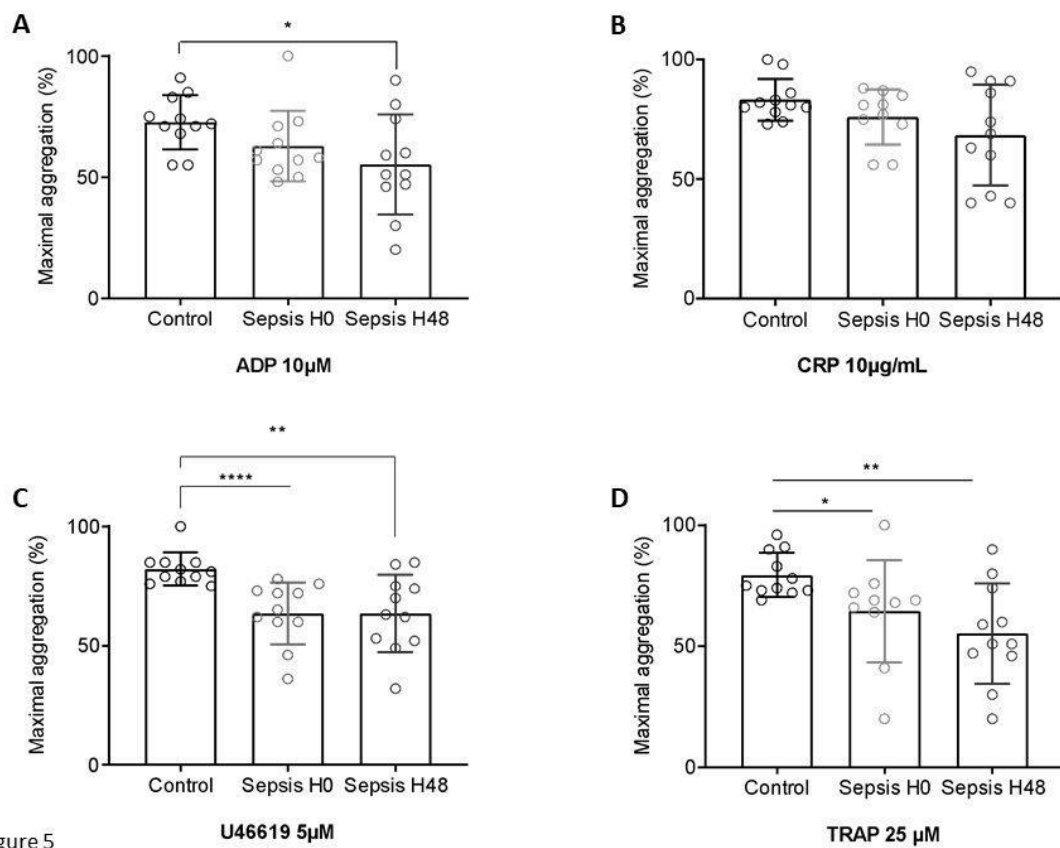 A
*
Maximal aggregation (%)
100
50
0
Control Sepsis H0 Sepsis H48
ADP 10µM
B
Maximal aggregation (%)
100
50
0
Control Sepsis H0 Sepsis H48
CRP 10µg/mL
C
**
****
Maximal aggregation (%)
100
50
0
Control Sepsis H0 Sepsis H48
U46619 5µM
D
**
*
Maximal aggregation (%)
100
50
0
Control Sepsis H0 Sepsis H48
TRAP 25 µM
gure 5